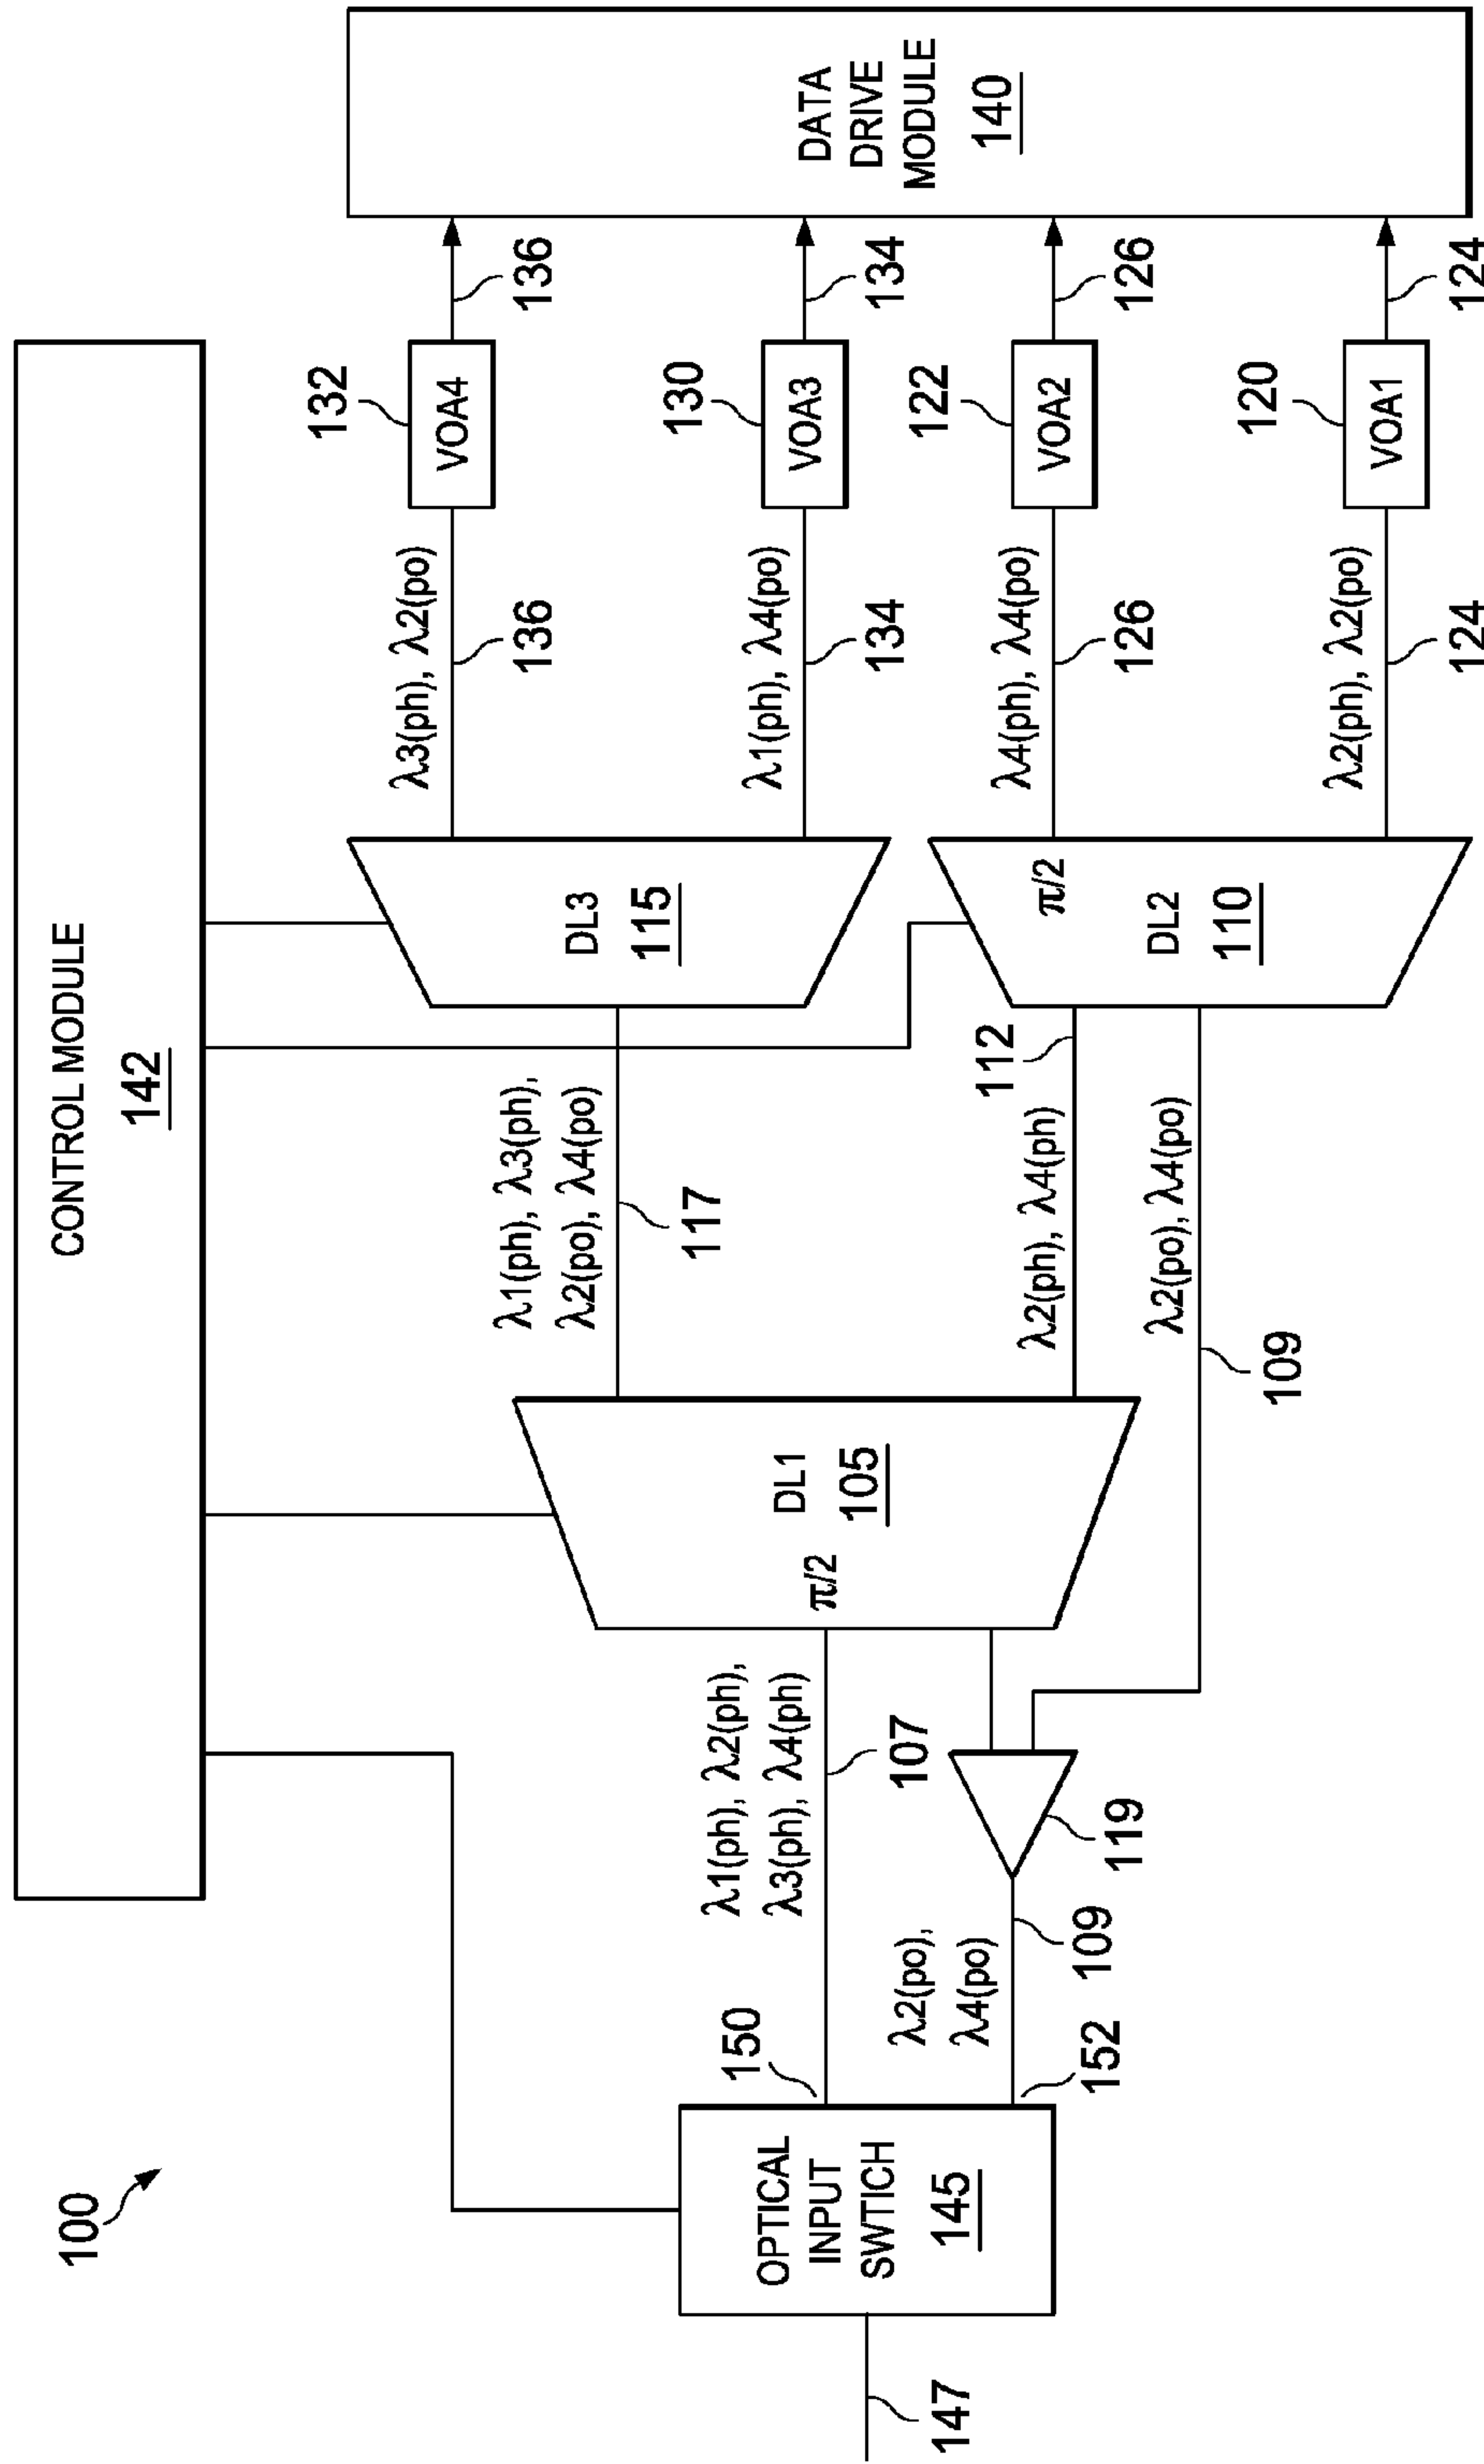 100
CONTROL MODULE
142
147
OPTICAL
INPUT
SWTICH
145
150
152
λ1(ph), λ2(ph),
λ3(ph), λ4(ph)
107
λ2(po),
λ4(po)
109
119
π/2
DL1
105
λ1(ph), λ3(ph),
λ2(po), λ4(po)
117
λ2(ph), λ4(ph)
112
λ2(po), λ4(po)
109
DL3
115
π/2
DL2
110
λ3(ph), λ2(po)
136
λ1(ph), λ4(po)
134
λ4(ph), λ4(po)
126
λ2(ph), λ2(po)
124
132
VOA4
130
VOA3
122
VOA2
120
VOA1
136
134
126
124
DATA
DRIVE
MODULE
140